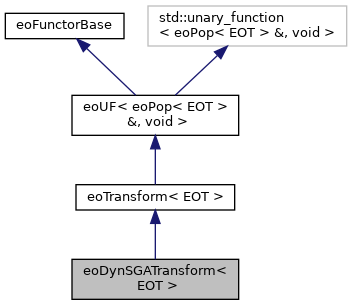 eoFunctorBase
std::unary_function
< eoPop< EOT > &, void >
eoUF< eoPop< EOT >
&, void >
eoTransform< EOT >
eoDynSGATransform<
EOT >